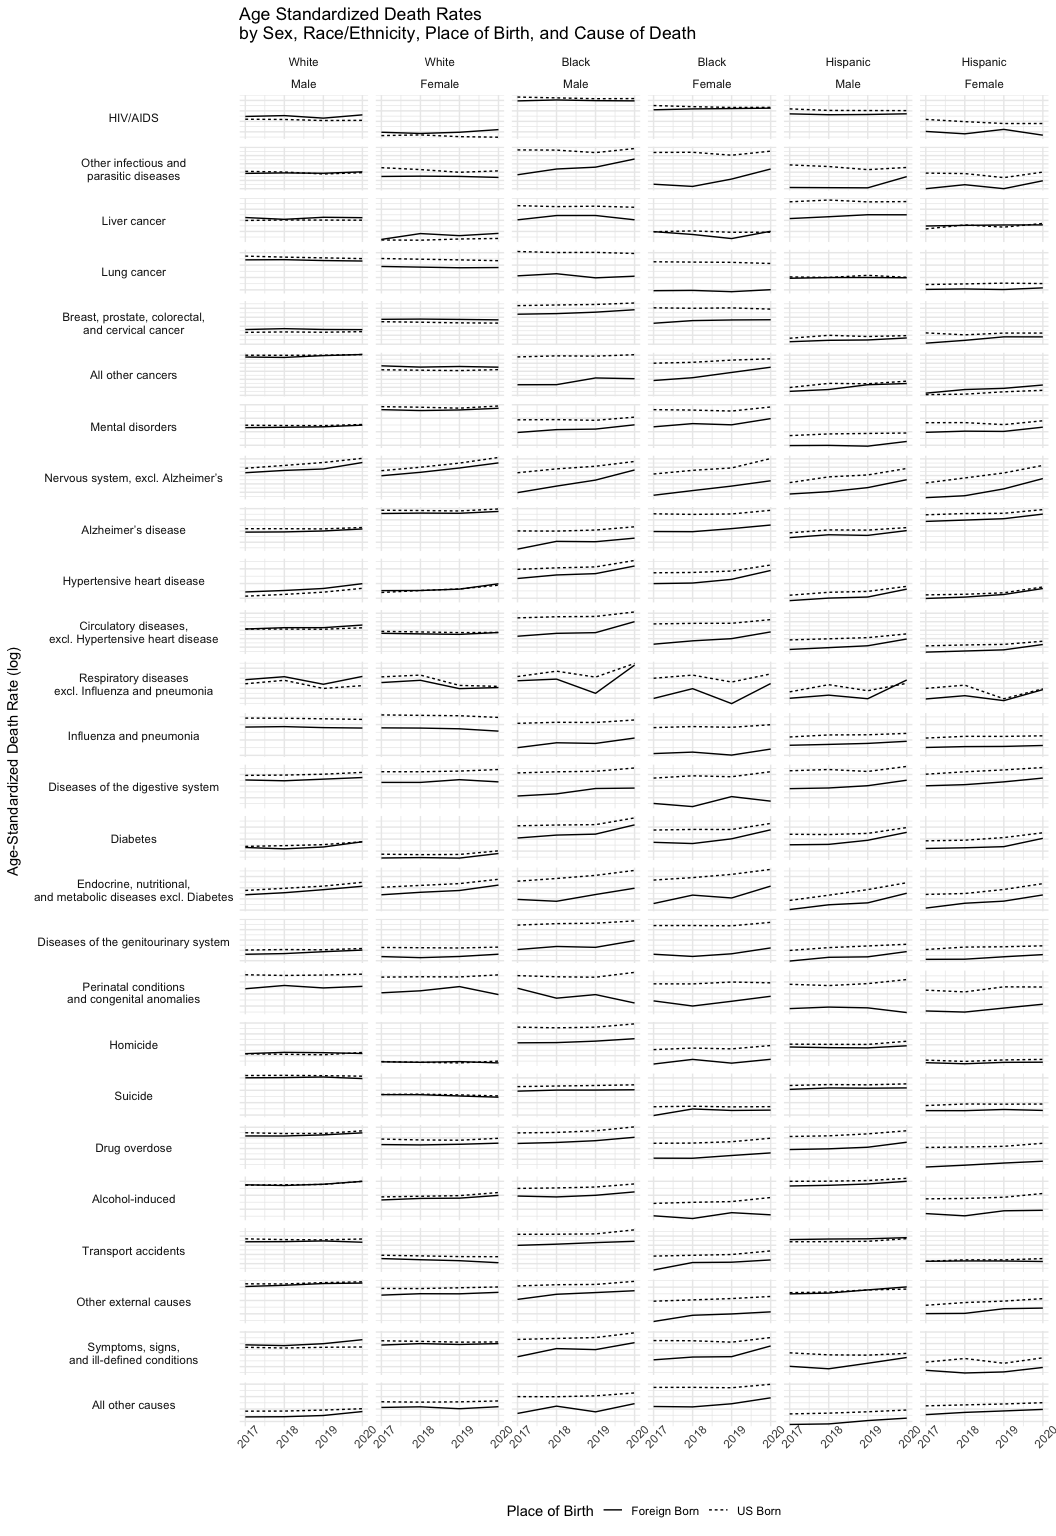 Age Standardized Death Rates
by Sex, Race/Ethnicity, Place of Birth, and Cause of Death
White White Black Black Hispanic Hispanic
Male Female Male Female Male Female
HIV/AIDS
Other infectious and
parasitic diseases
Liver cancer
Lung cancer
Breast, prostate, colorectal,
and cervical cancer
All other cancers
Mental disorders
Nervous system, excl. Alzheimer's
Alzheimer's disease
Hypertensive heart disease
Circulatory diseases,
excl. Hypertensive heart disease
Respiratory diseases
excl. Influenza and pneumonia
Influenza and pneumonia
Diseases of the digestive system
Diabetes
Endocrine, nutritional,
and metabolic diseases excl. Diabetes
Diseases of the genitourinary system
Perinatal conditions
and congenital anomalies
Homicide
Suicide
Drug overdose
Alcohol-induced
Transport accidents
Other external causes
Symptoms, signs,
and ill-defined conditions
All other causes
Age-Standardized Death Rate (log)
2017 2018 2019 2020 2017 2018 2019 2020 2017 2018 2019 2020 2017 2018 2019 2020 2017 2018 2019 2020 2017 2018 2019 2020
Place of Birth Foreign Born US Born